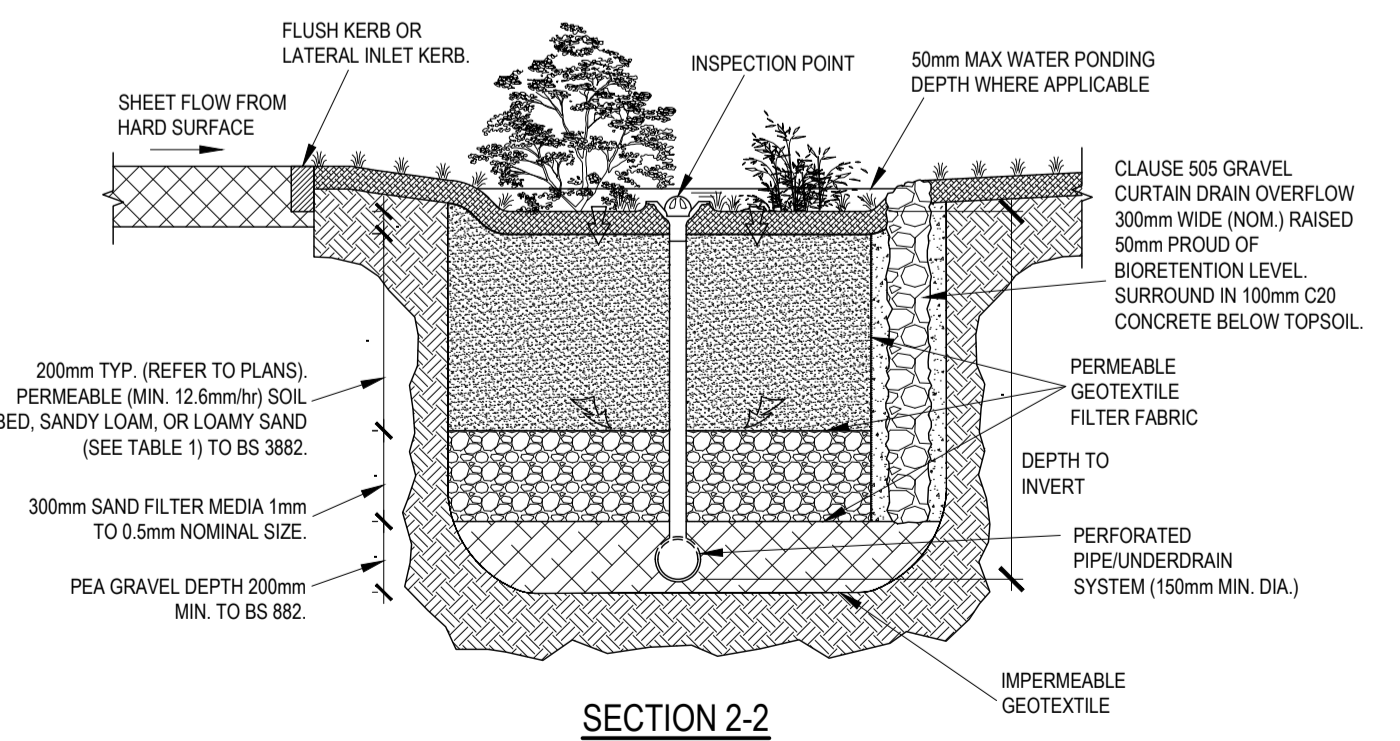 FLUSH KERB OR
LATERAL INLET KERB.
INSPECTION POINT
50mm MAX WATER PONDING
DEPTH WHERE APPLICABLE
SHEET FLOW FROM
HARD SURFACE
CLAUSE 505 GRAVEL
CURTAIN DRAIN OVERFLOW
300mm WIDE (NOM.) RAISED
50mm PROUD OF
BIORETENTION LEVEL.
SURROUND IN 100mm C20
CONCRETE BELOW TOPSOIL.
200mm TYP. (REFER TO PLANS).
PERMEABLE (MIN. 12.6mm/hr) SOIL
BED, SANDY LOAM, OR LOAMY SAND
(SEE TABLE 1) TO BS 3882.
PERMEABLE
GEOTEXTILE
FILTER FABRIC
DEPTH TO
INVERT
300mm SAND FILTER MEDIA 1mm
TO 0.5mm NOMINAL SIZE.
PERFORATED
PIPE/UNDERDRAIN
SYSTEM (150mm MIN. DIA.)
PEA GRAVEL DEPTH 200mm
MIN. TO BS 882.
IMPERMEABLE
GEOTEXTILE
SECTION 2-2